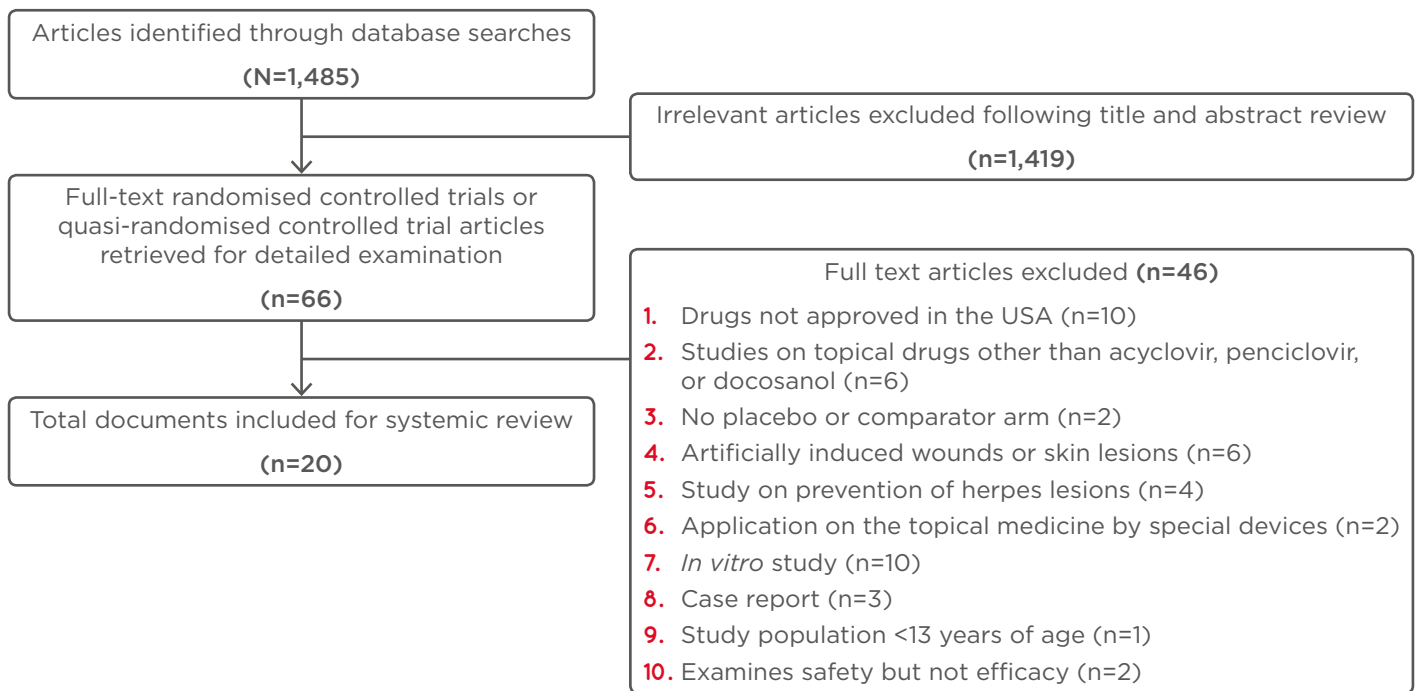 Articles identified through database searches
(N=1,485)
Irrelevant articles excluded following title and abstract review
(n=1,419)
Full-text randomised controlled trials or
quasi-randomised controlled trial articles
retrieved for detailed examination
(n=66)
Full text articles excluded (n=46)
1. Drugs not approved in the USA (n=10)
2. Studies on topical drugs other than acyclovir, penciclovir,
or docosanol (n=6)
3. No placebo or comparator arm (n=2)
4. Artificially induced wounds or skin lesions (n=6)
5. Study on prevention of herpes lesions (n=4)
6. Application on the topical medicine by special devices (n=2)
7. In vitro study (n=10)
8. Case report (n=3)
9. Study population <13 years of age (n=1)
10. Examines safety but not efficacy (n=2)
Total documents included for systemic review
(n=20)